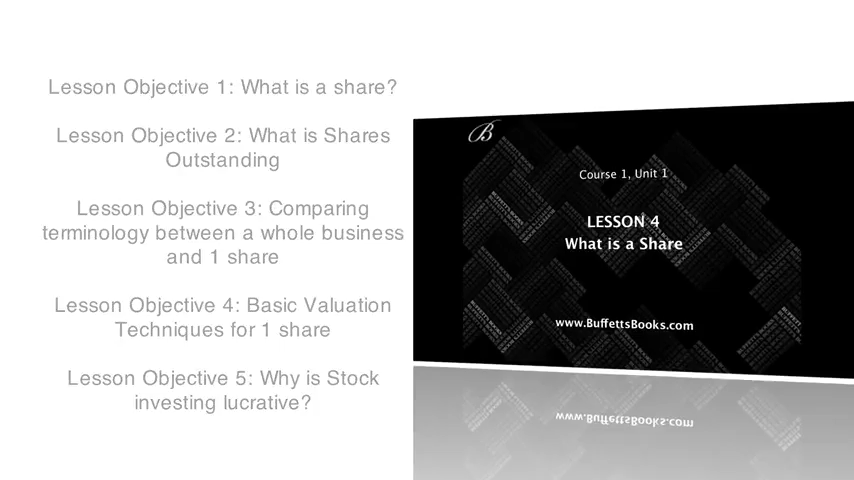 Lesson Objective 1: What is a share?
Lesson Objective 2: What is Shares
Outstanding
Lesson Objective 3: Comparing
terminology between a whole business
and 1 share
Lesson Objective 4: Basic Valuation
Techniques for 1 share
Lesson Objective 5: Why is Stock
investing lucrative?
B
Course 1, Unit 1
LESSON 4
What is a Share
www.BuffettsBooks.com